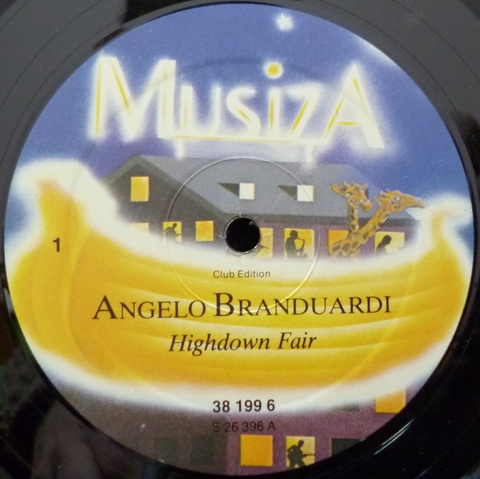 MusizA
1
Club Edition
ANGELO BRANDUARDI
Highdown Fair
38 199 6
S 26 396 A